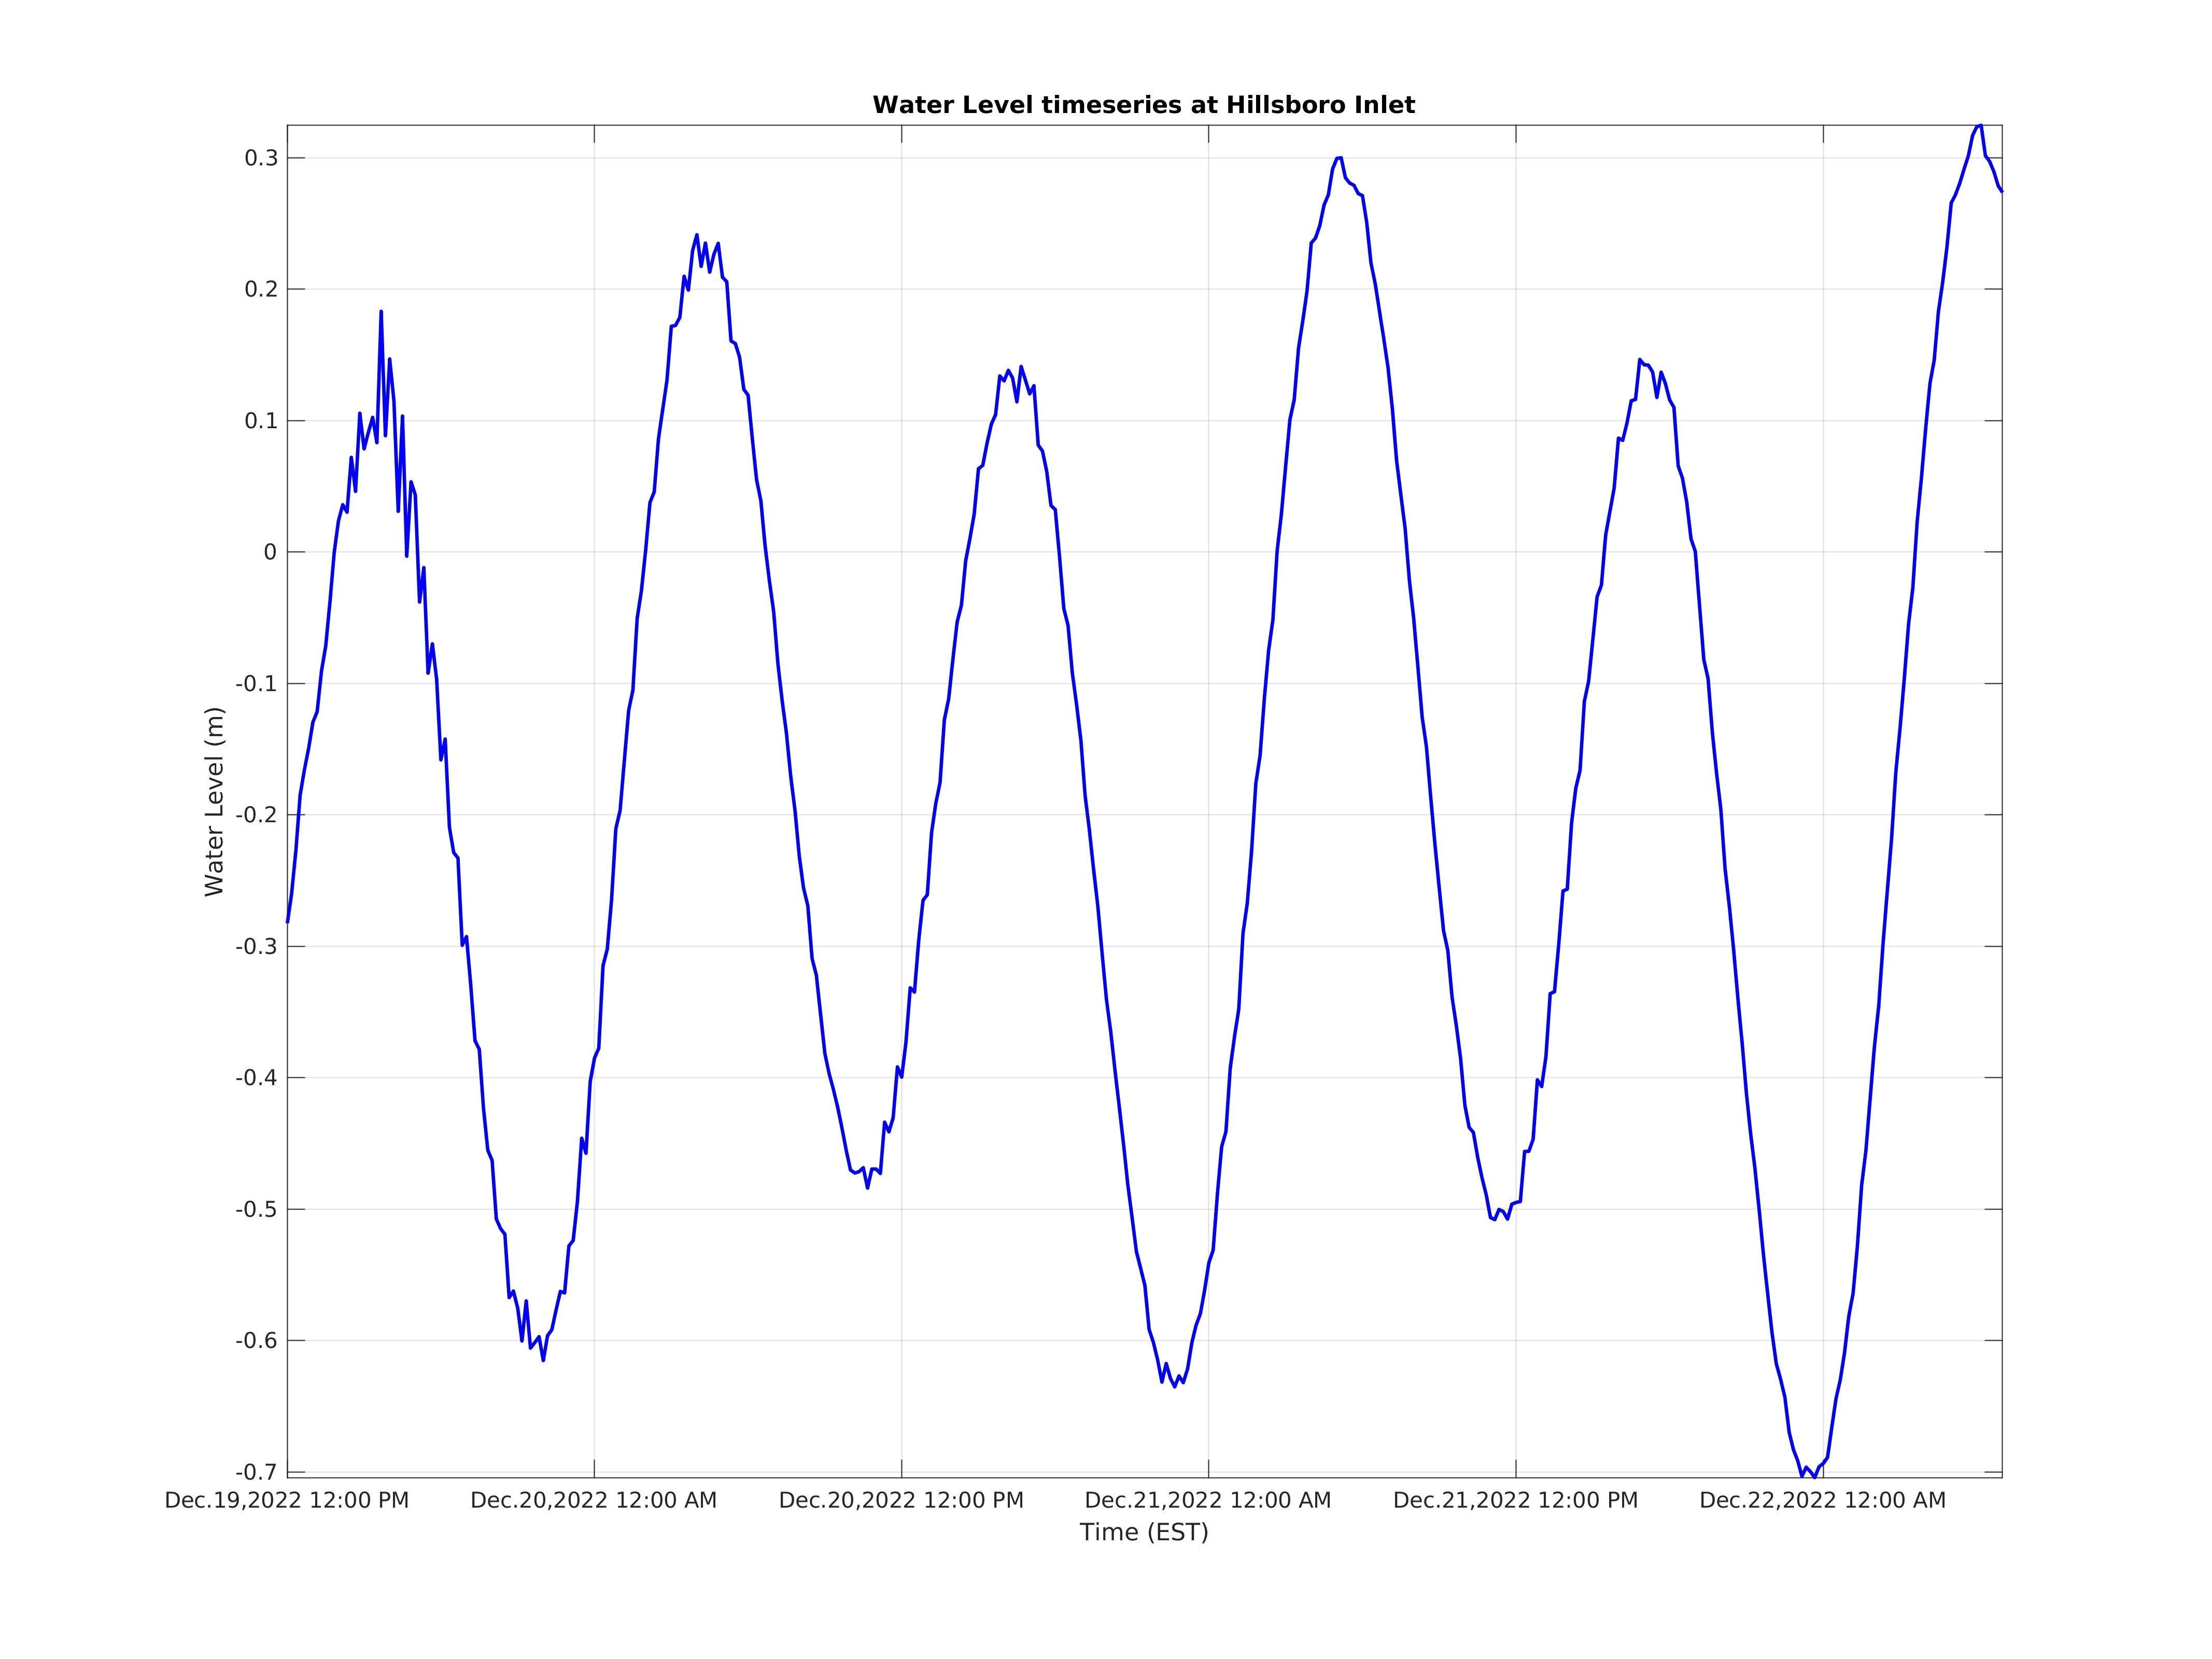 Water Level timeseries at Hillsboro Inlet
0.3
0.2
0.1
0
-0.1
-0.2
-0.3
-0.4
-0.5
-0.6
-0.7
Water Level (m)
Dec.19,2022 12:00 PM
Dec.20,2022 12:00 AM
Dec.20,2022 12:00 PM
Dec.21,2022 12:00 AM
Dec.21,2022 12:00 PM
Dec.22,2022 12:00 AM
Time (EST)